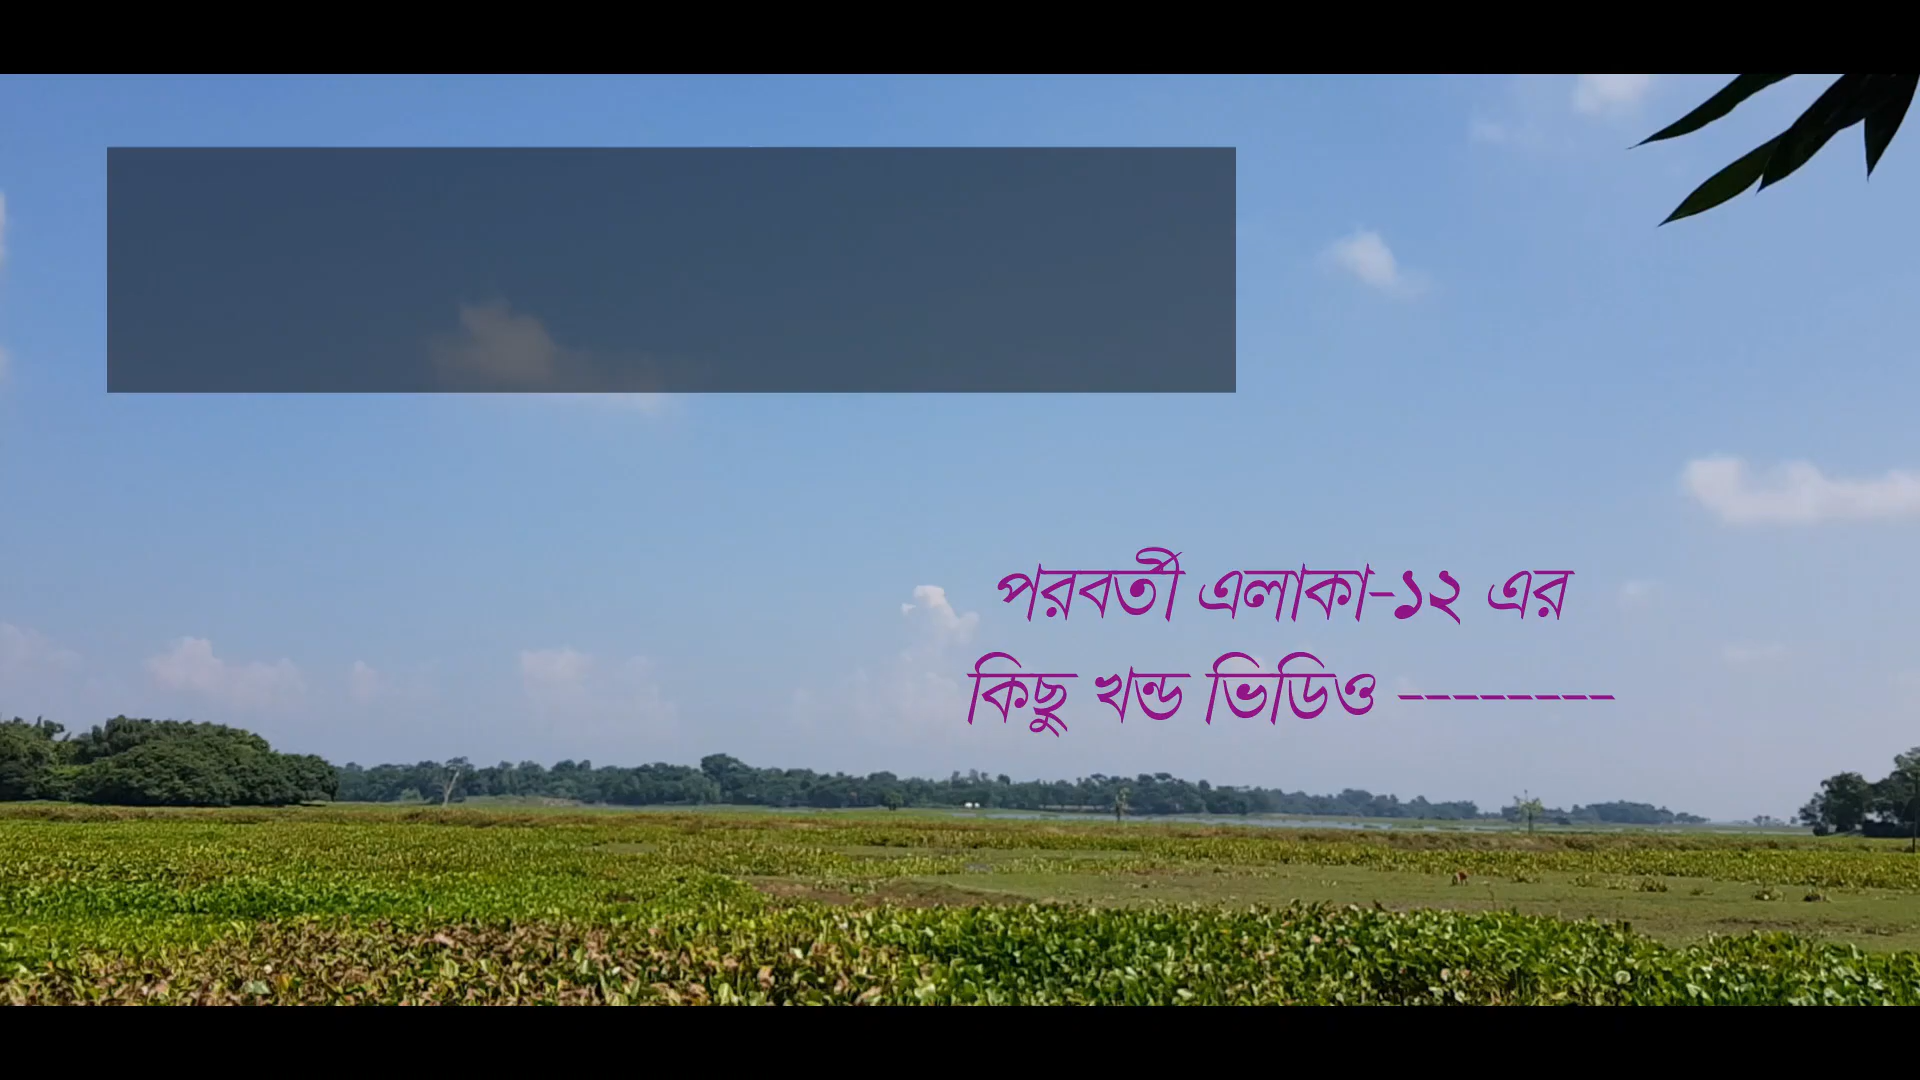 পরবর্তী এলাকা-১২ এর
কিছু খন্ড ভিডিও --------